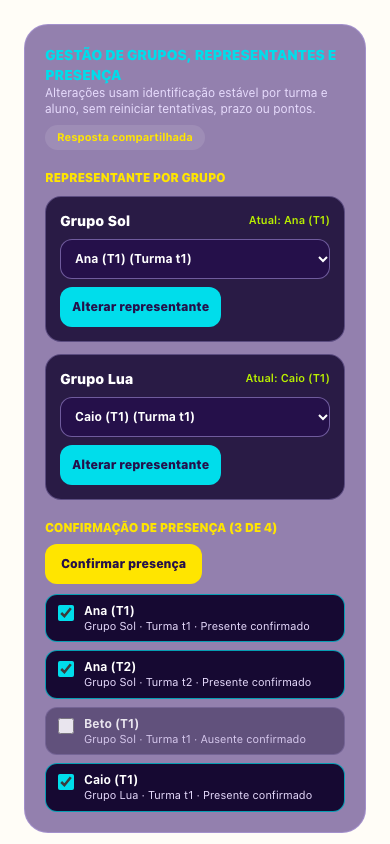 GESTÃO DE GRUPOS, REPRESENTANTES E
PRESENÇA
Alterações usam identificação estável por turma e
aluno, sem reiniciar tentativas, prazo ou pontos.
Resposta compartilhada
REPRESENTANTE POR GRUPO
Grupo Sol
Atual: Ana (T1)
Ana (T1) (Turma t1)
Alterar representante
Grupo Lua
Atual: Caio (T1)
Caio (T1) (Turma t1)
Alterar representante
CONFIRMAÇÃO DE PRESENÇA (3 DE 4)
Confirmar presença
Ana (T1)
Grupo Sol · Turma t1 · Presente confirmado
Ana (T2)
Grupo Sol · Turma t2 · Presente confirmado
Beto (T1)
Grupo Sol · Turma t1 · Ausente confirmado
Caio (T1)
Grupo Lua · Turma t1 · Presente confirmado